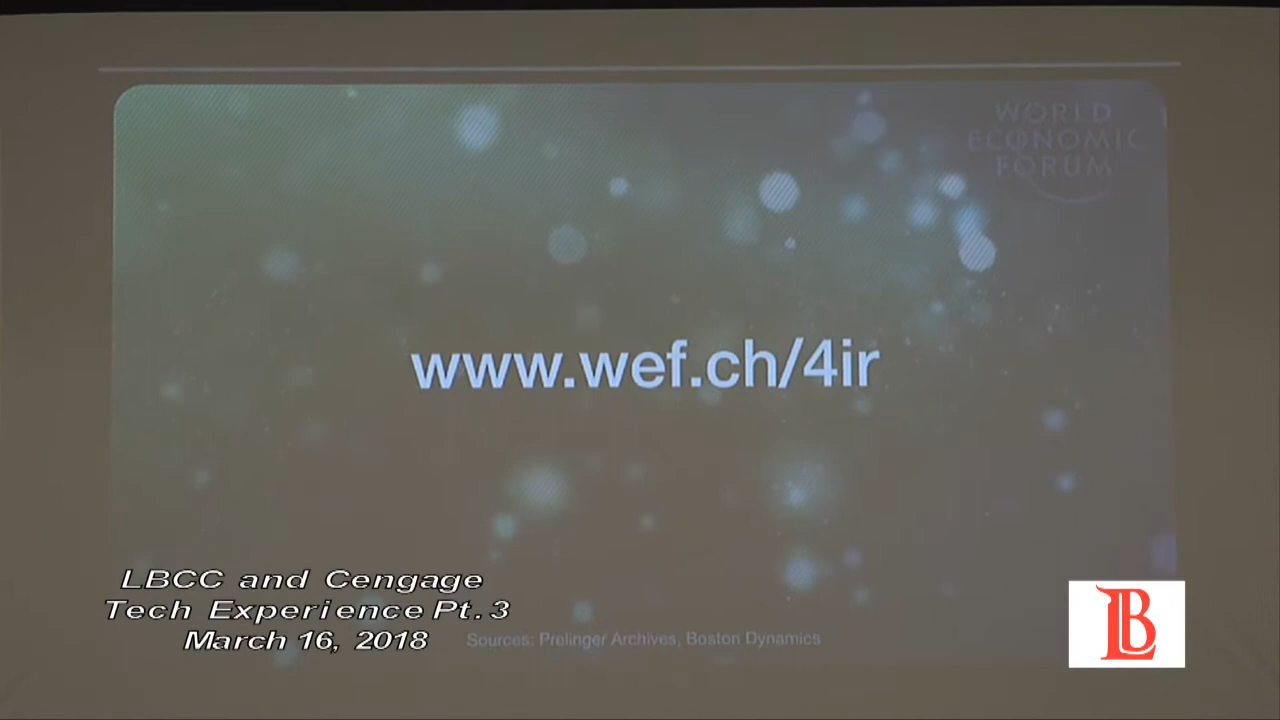 WORLD
ECONOMIC
FORUM
www.wef.ch/4ir
LBCC and Cengage
Tech Experience Pt. 3
March 16, 2018
Sources: Prelinger Archives, Boston Dynamics
LB